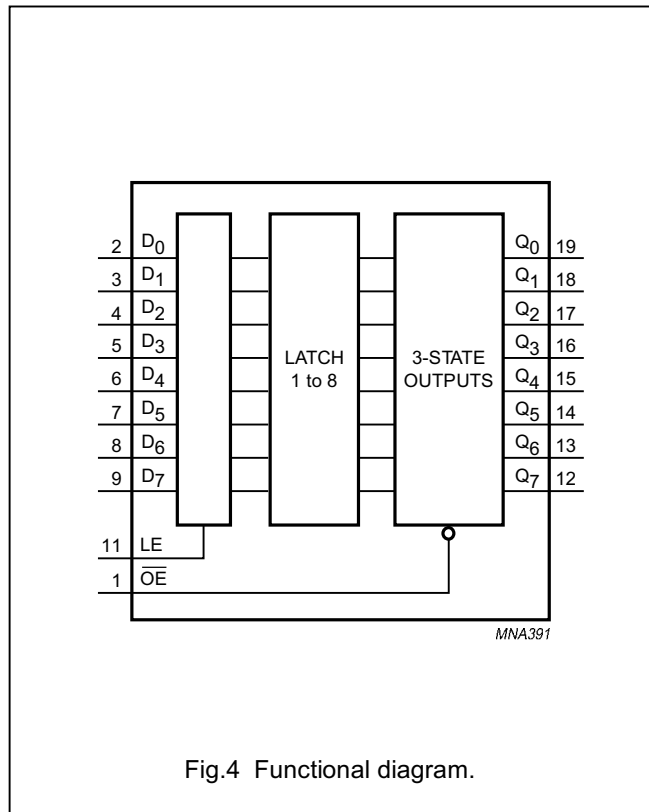 2 D0 Q0 19
3 D1 Q1 18
4 D2 Q2 17
5 D3 Q3 16
6 D4 LATCH 3-STATE Q4 15
1 to 8 OUTPUTS
7 D5 Q5 14
8 D6 Q6 13
9 D7 Q7 12
11 LE
1 O̅E̅
MNA391
Fig.4 Functional diagram.